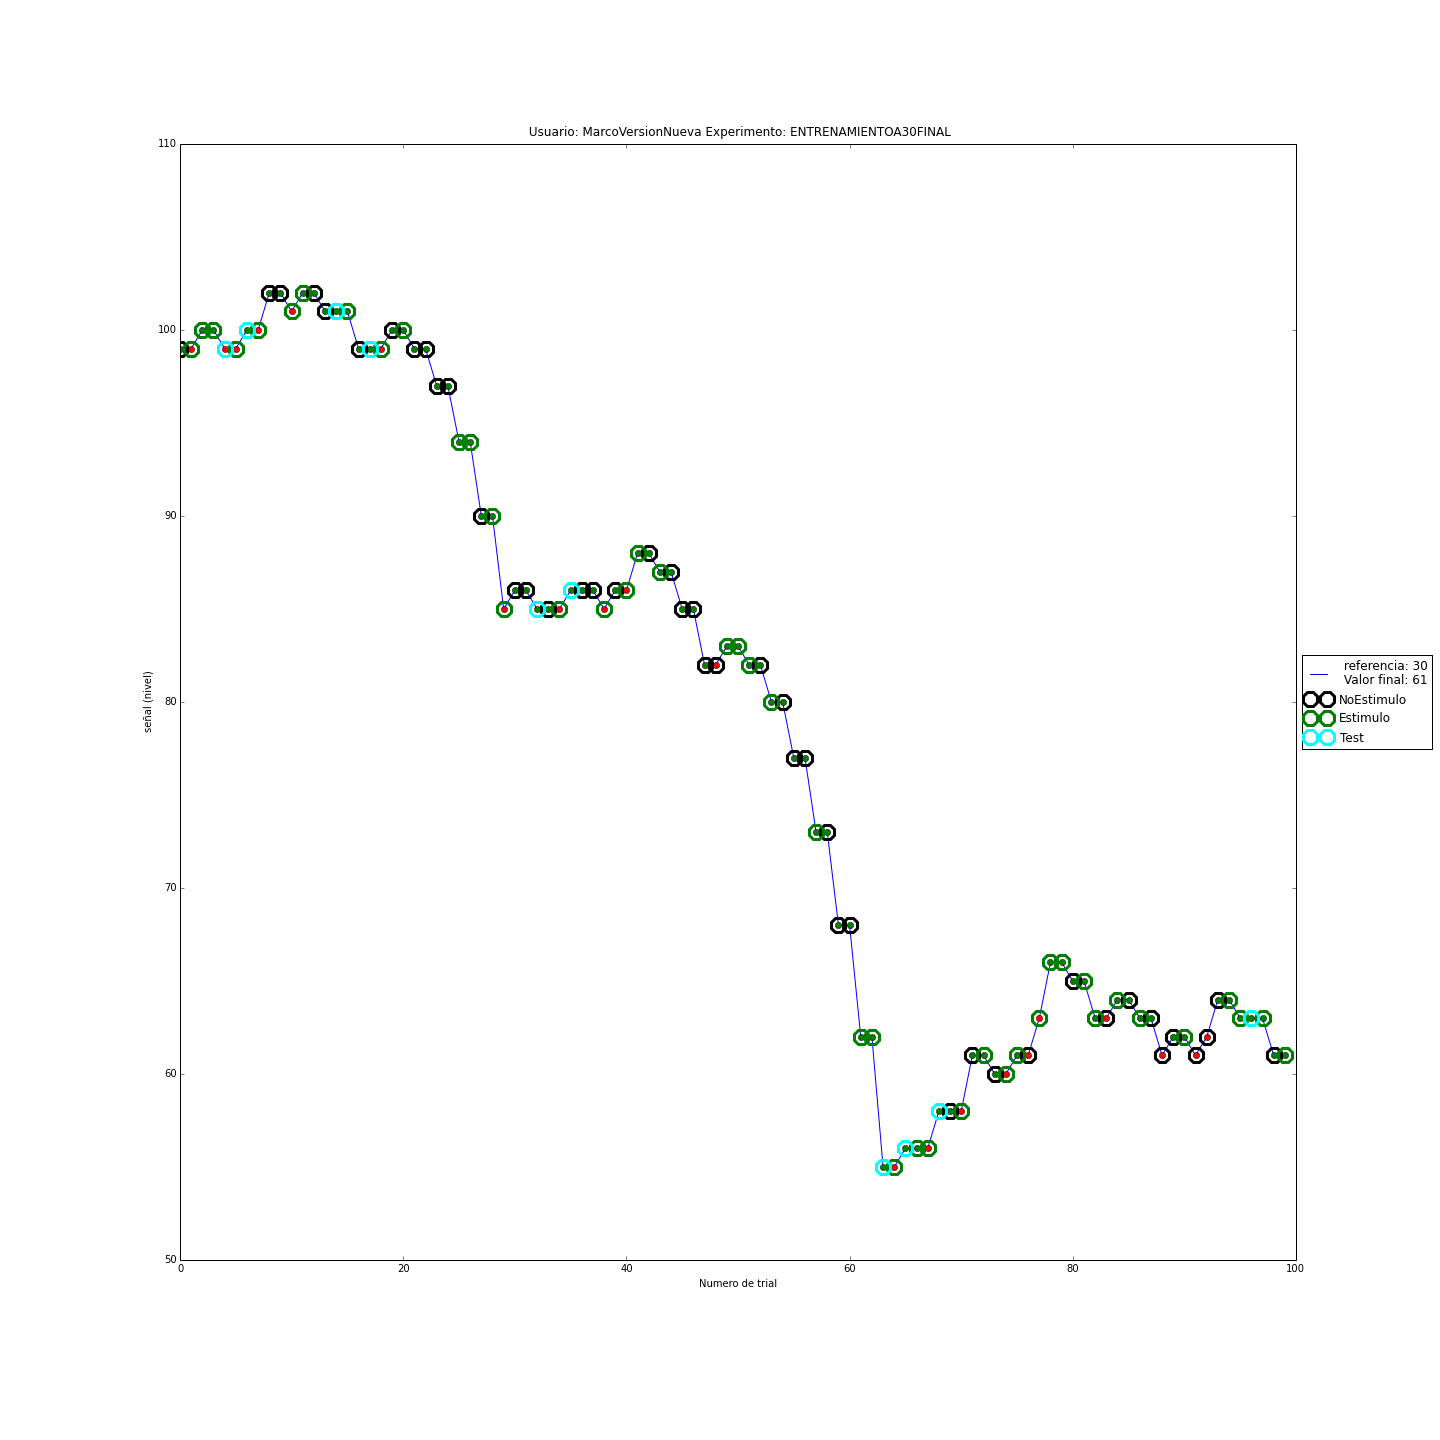 Usuario: MarcoVersionNueva Experimento: ENTRENAMIENTOA30FINAL
110
100
90
80
70
60
50
señal (nivel)
0 20 40 60 80 100
Numero de trial
referencia: 30
Valor final: 61
NoEstimulo
Estimulo
Test